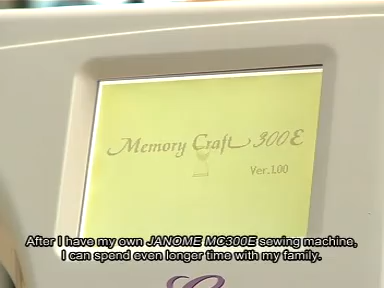 Memory Craft 300E
Ver.1.00
After I have my own JANOME MC300E sewing machine,
I can spend even longer time with my family.